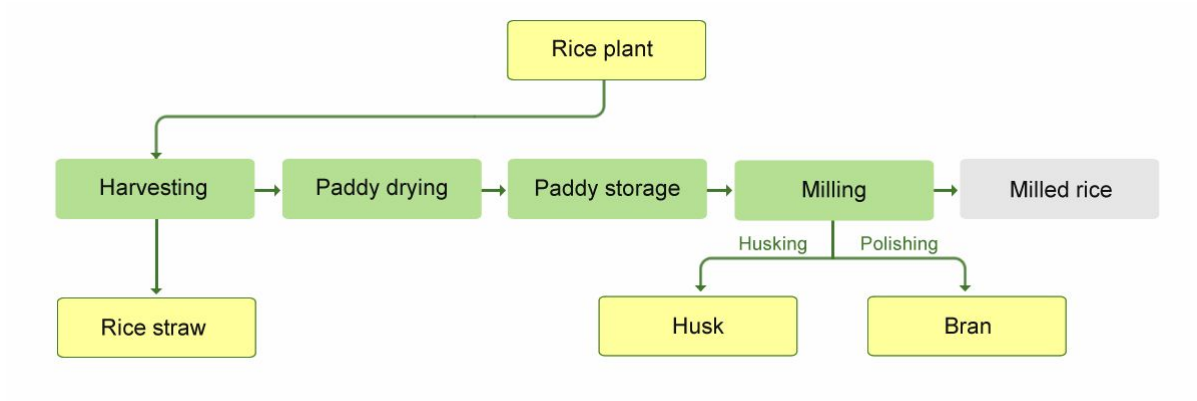 Rice plant
Harvesting
Paddy drying
Paddy storage
Milling
Milled rice
Husking
Polishing
Rice straw
Husk
Bran